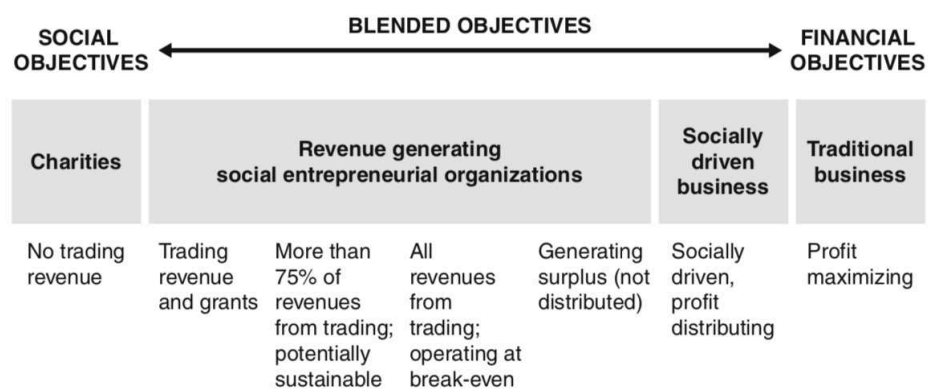 BLENDED OBJECTIVES
SOCIAL
OBJECTIVES
FINANCIAL
OBJECTIVES
Charities
Revenue generating
social entrepreneurial organizations
Socially
driven
business
Traditional
business
No trading
revenue
Trading
revenue
and grants
More than
75% of
revenues
from trading;
potentially
sustainable
All
revenues
from
trading;
operating at
break-even
Generating
surplus (not
distributed)
Socially
driven,
profit
distributing
Profit
maximizing